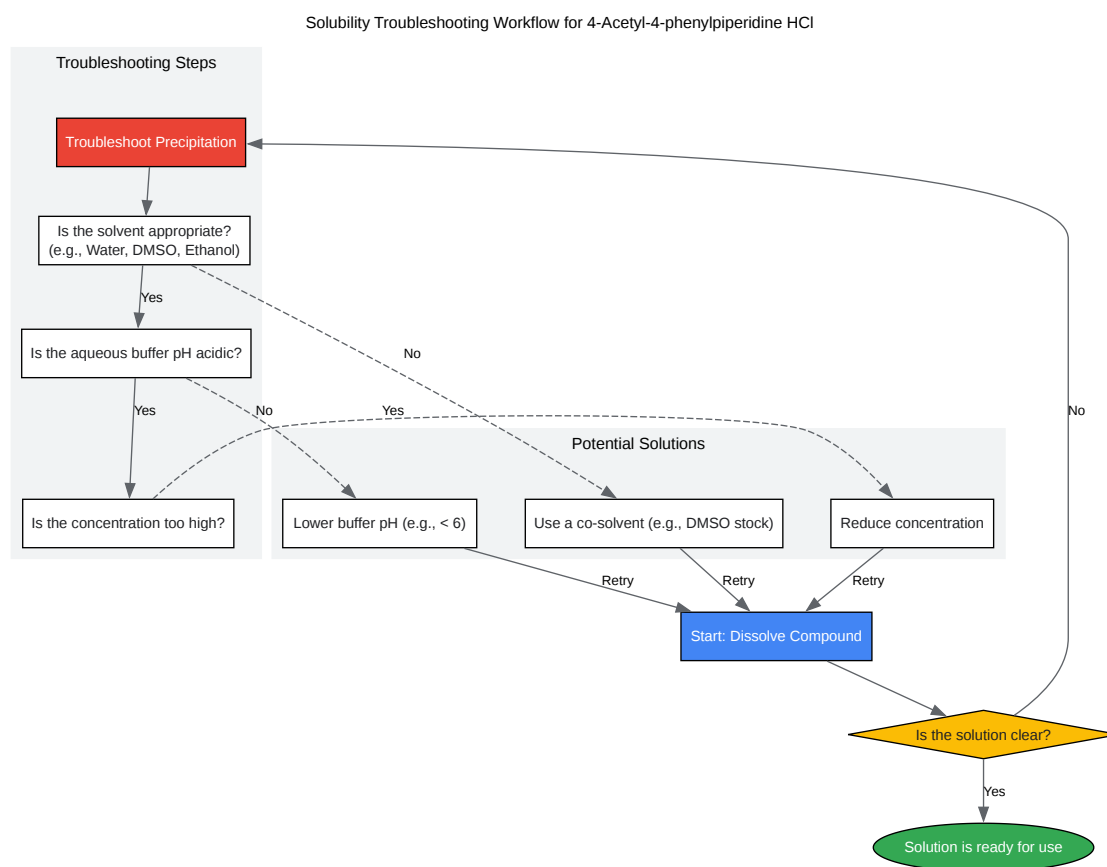 Solubility Troubleshooting Workflow for 4-Acetyl-4-phenylpiperidine HCl
Troubleshooting Steps
Troubleshoot Precipitation
Is the solvent appropriate?
(e.g., Water, DMSO, Ethanol)
Yes
No
Is the aqueous buffer pH acidic?
Yes
No
Yes
No
Potential Solutions
Is the concentration too high?
Lower buffer pH (e.g., < 6)
Use a co-solvent (e.g., DMSO stock)
Reduce concentration
Retry
Retry
Retry
Start: Dissolve Compound
Is the solution clear?
Yes
Solution is ready for use